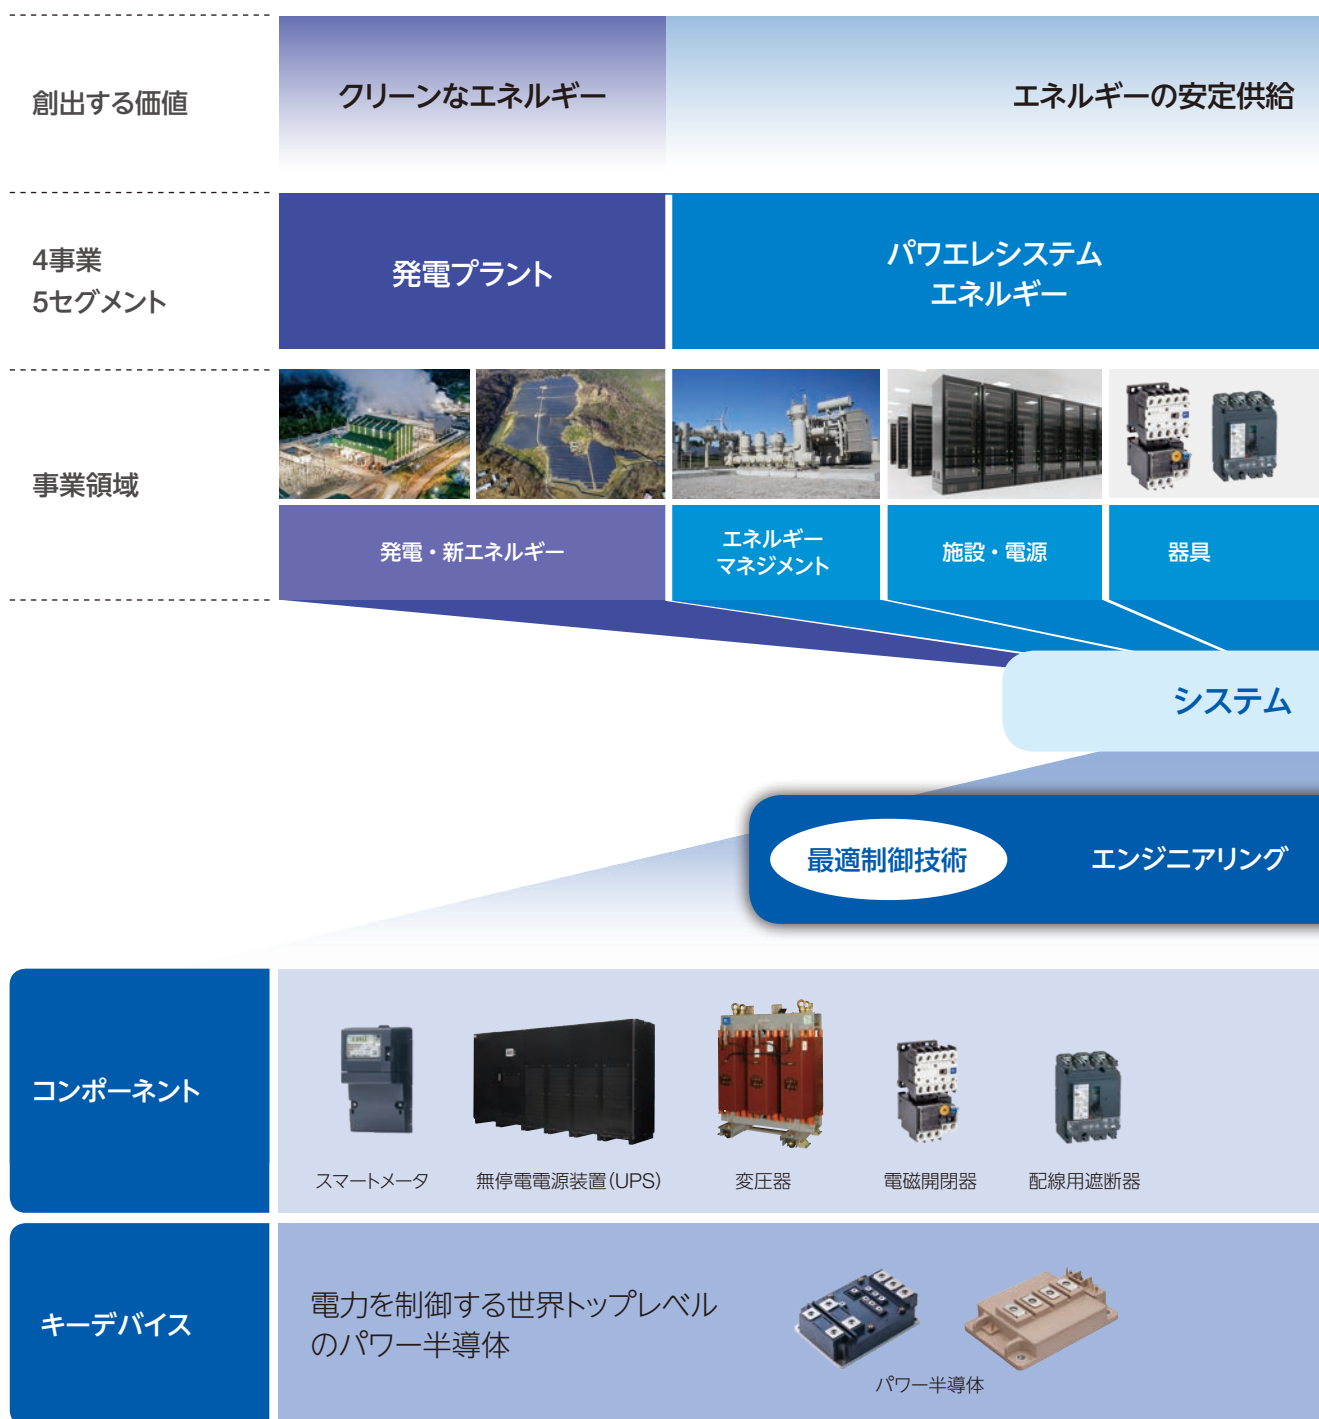 創出する価値
クリーンなエネルギー
エネルギーの安定供給
4事業
5セグメント
発電プラント
パワエレシステム
エネルギー
事業領域
発電・新エネルギー
エネルギー
マネジメント
施設・電源
器具
システム
最適制御技術
エンジニアリング
コンポーネント
スマートメータ
無停電電源装置(UPS)
変圧器
電磁開閉器
配線用遮断器
キーデバイス
電力を制御する世界トップレベル
のパワー半導体
パワー半導体